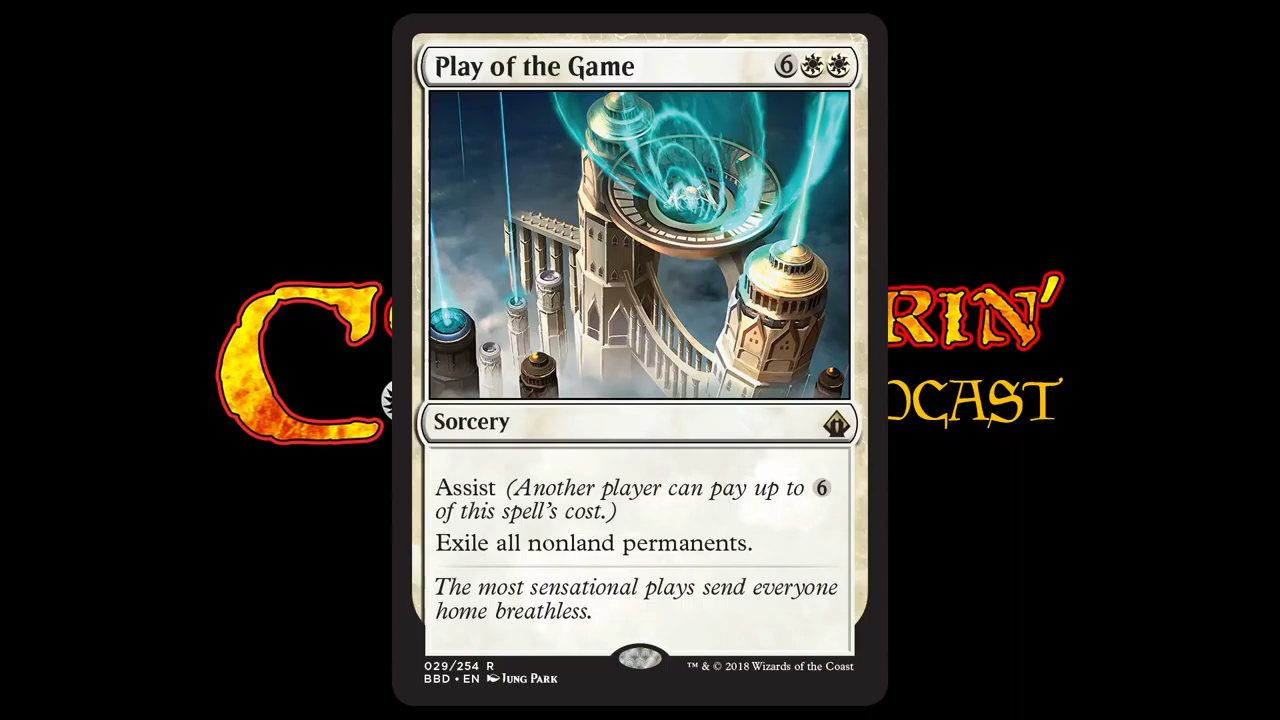 Play of the Game 6
C RIN'
DCAST
Sorcery
Assist (Another player can pay up to 6
of this spell's cost.)
Exile all nonland permanents.
The most sensational plays send everyone
home breathless.
029/254 R
BBD • EN Jung Park
™ & © 2018 Wizards of the Coast